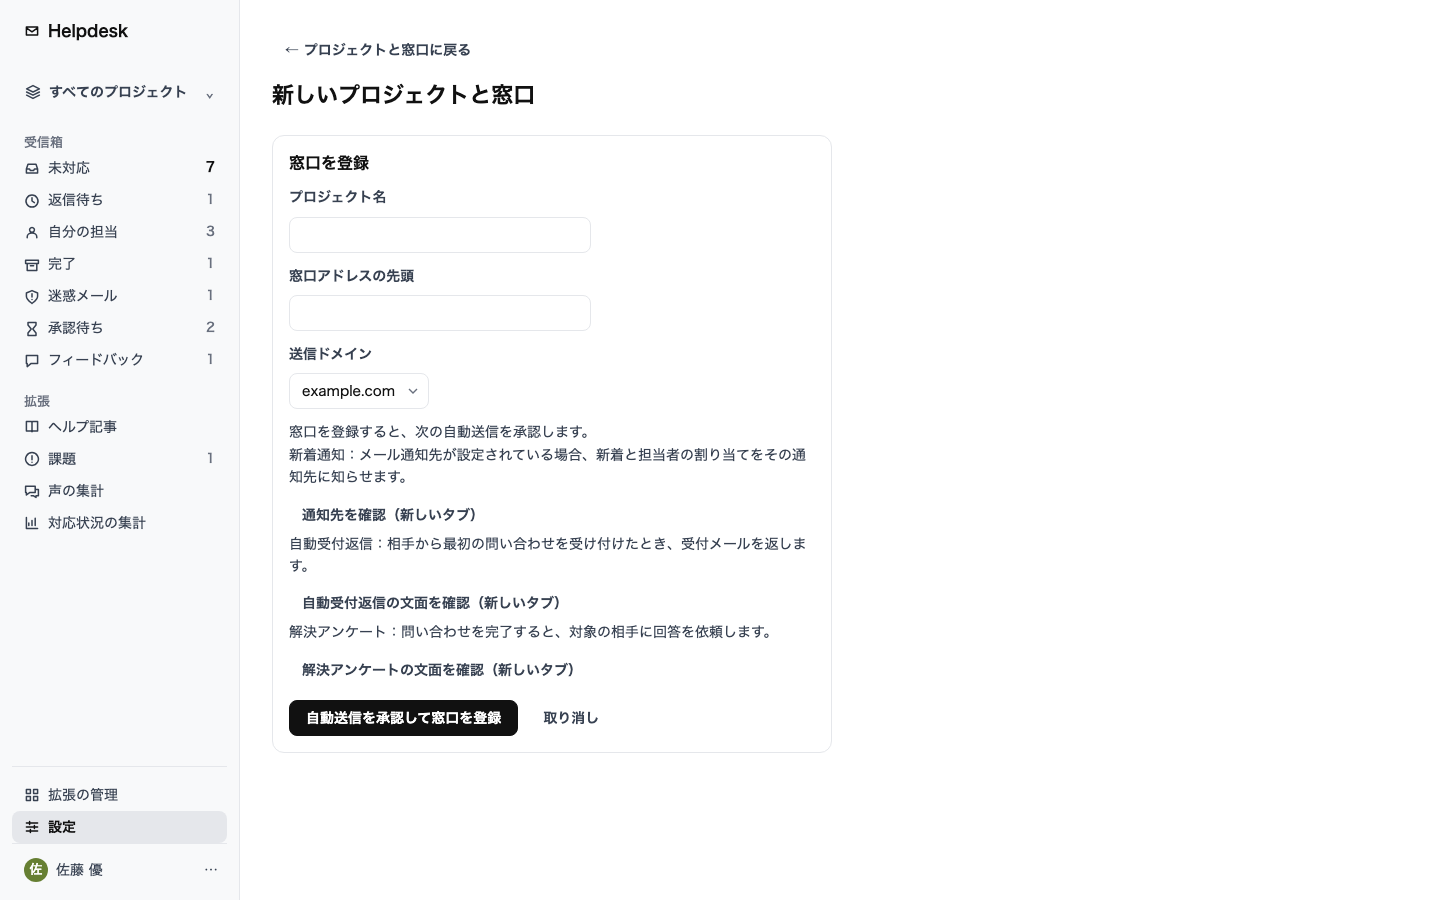 Helpdesk
すべてのプロジェクト
受信箱
未対応 7
返信待ち 1
自分の担当 3
完了 1
迷惑メール 1
承認待ち 2
フィードバック 1
拡張
ヘルプ記事
課題 1
声の集計
対応状況の集計
拡張の管理
設定
佐 佐藤 優 …
← プロジェクトと窓口に戻る
新しいプロジェクトと窓口
窓口を登録
プロジェクト名
窓口アドレスの先頭
送信ドメイン
example.com
窓口を登録すると、次の自動送信を承認します。
新着通知：メール通知先が設定されている場合、新着と担当者の割り当てをその通
知先に知らせます。
通知先を確認（新しいタブ）
自動受付返信：相手から最初の問い合わせを受け付けたとき、受付メールを返しま
す。
自動受付返信の文面を確認（新しいタブ）
解決アンケート：問い合わせを完了すると、対象の相手に回答を依頼します。
解決アンケートの文面を確認（新しいタブ）
自動送信を承認して窓口を登録 取り消し